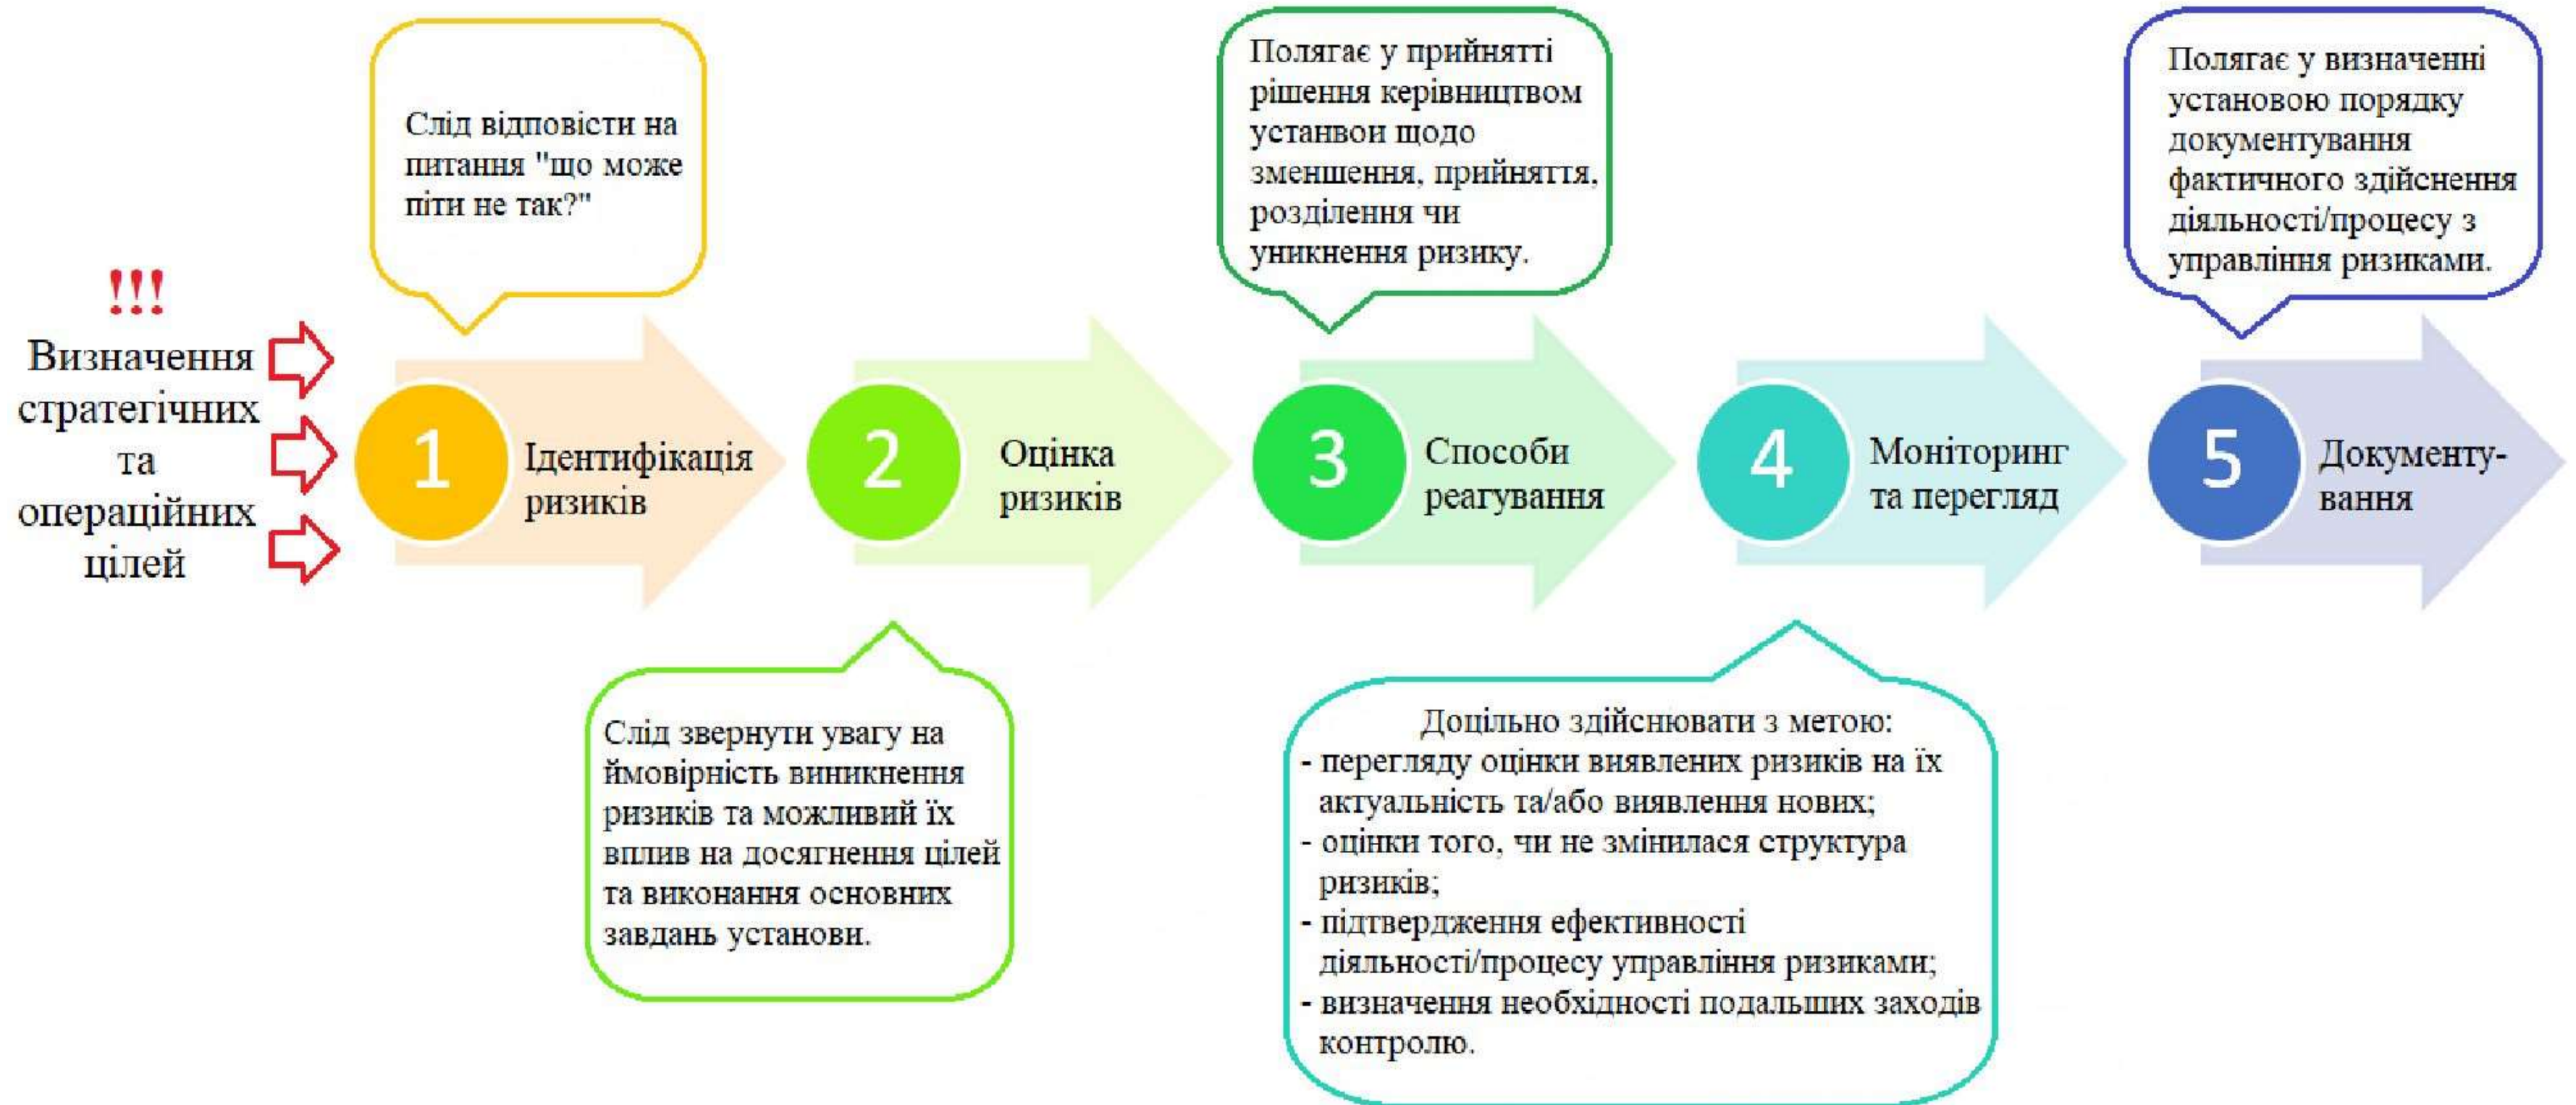 !!!
Визначення
стратегічних
та
операційних
цілей
Слід відповісти на
питання "що може
піти не так?"
1
Ідентифікація
ризиків
2
Оцінка
ризиків
Слід звернути увагу на
ймовірність виникнення
ризиків та можливий їх
вплив на досягнення цілей
та виконання основних
завдань установи.
Полягає у прийнятті
рішення керівництвом
устанвои щодо
зменшення, прийняття,
розділення чи
уникнення ризику.
3
Способи
реагування
4
Моніторинг
та перегляд
Доцільно здійснювати з метою:
- перегляду оцінки виявлених ризиків на їх
актуальність та/або виявлення нових;
- оцінки того, чи не змінилася структура
ризиків;
- підтвердження ефективності
діяльності/процесу управління ризиками;
- визначення необхідності подальших заходів
контролю.
Полягає у визначенні
установою порядку
документування
фактичного здійснення
діяльності/процесу з
управління ризиками.
5
Документу-
вання